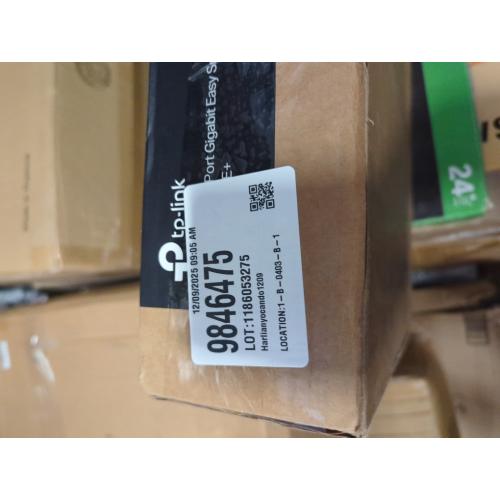 tp-link
Port Gigabit Easy
E+
12/09/2025 09:05 AM
9846475
LOT:1186053275
Harlianyocando1209
LOCATION:1-B-0403-B-1
24